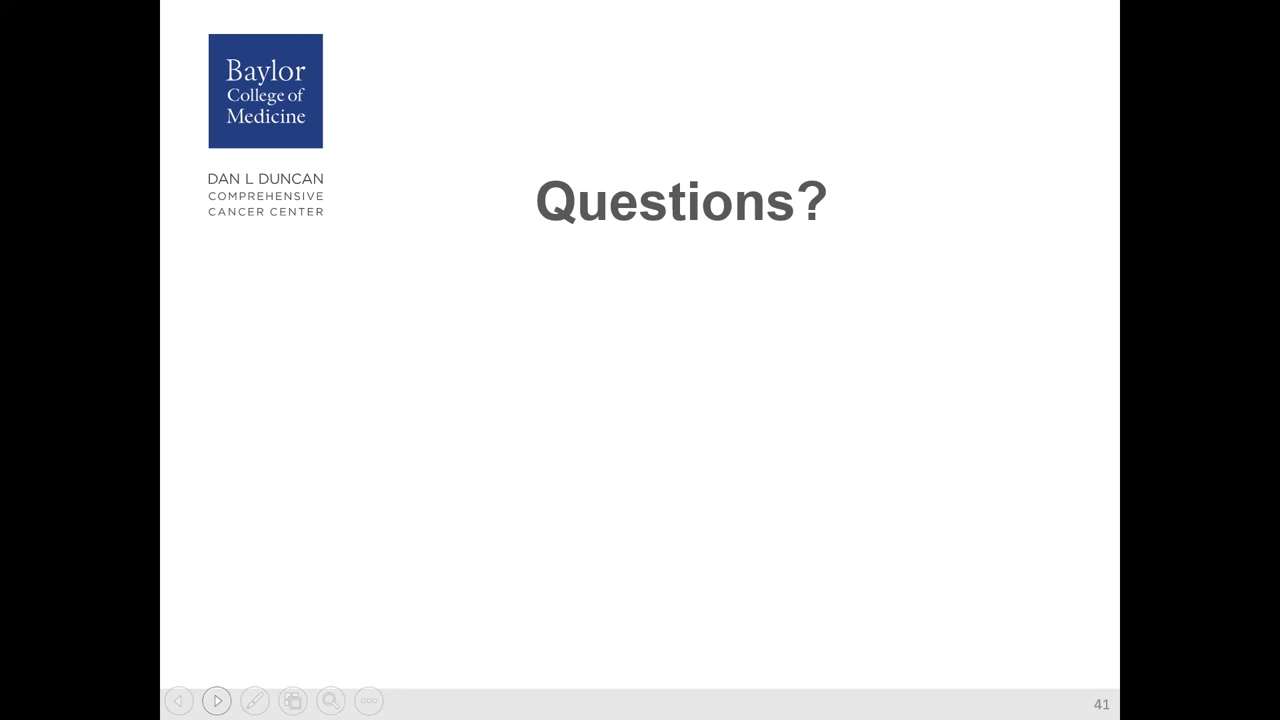 Baylor
College of
Medicine
DAN L DUNCAN
COMPREHENSIVE
CANCER CENTER
Questions?
41